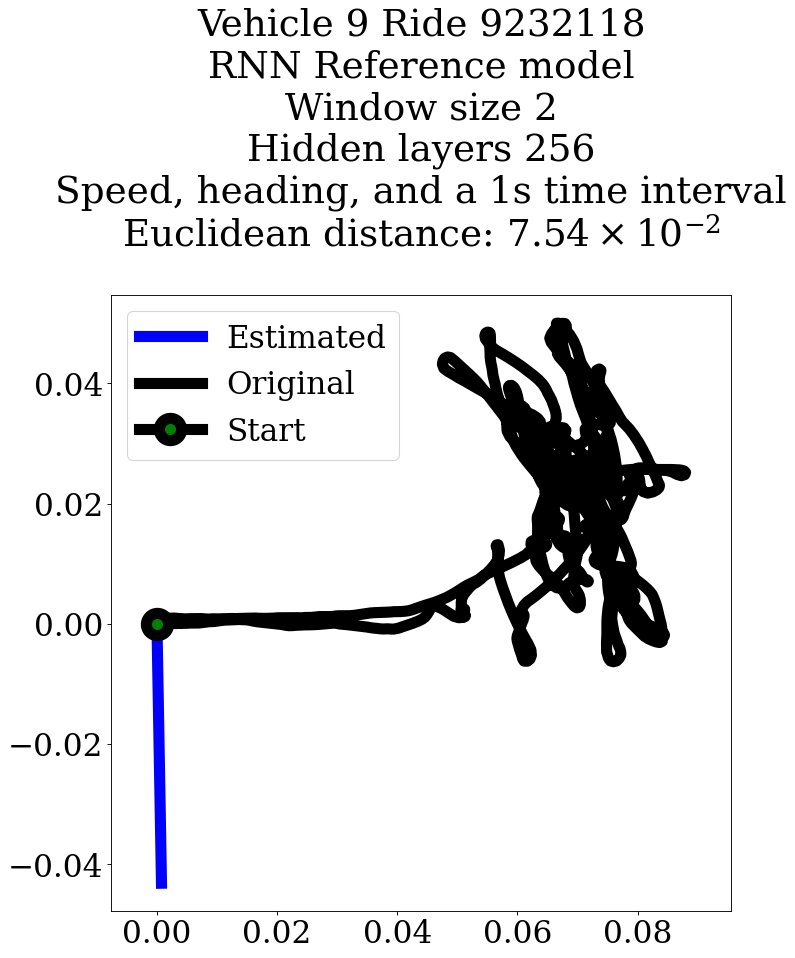 Vehicle 9 Ride 9232118
RNN Reference model
Window size 2
Hidden layers 256
Speed, heading, and a 1s time interval
Euclidean distance: 7.54 × 10⁻²
Estimated
Original
Start
0.04
0.02
0.00
−0.02
−0.04
0.00 0.02 0.04 0.06 0.08